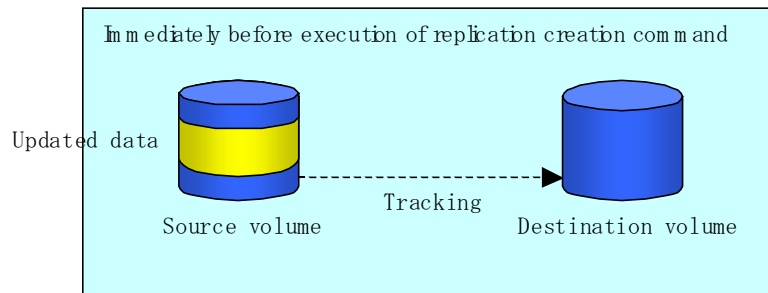 Immediately before execution of replication creation command
Updated data
Tracking
Source volume
Destination volume